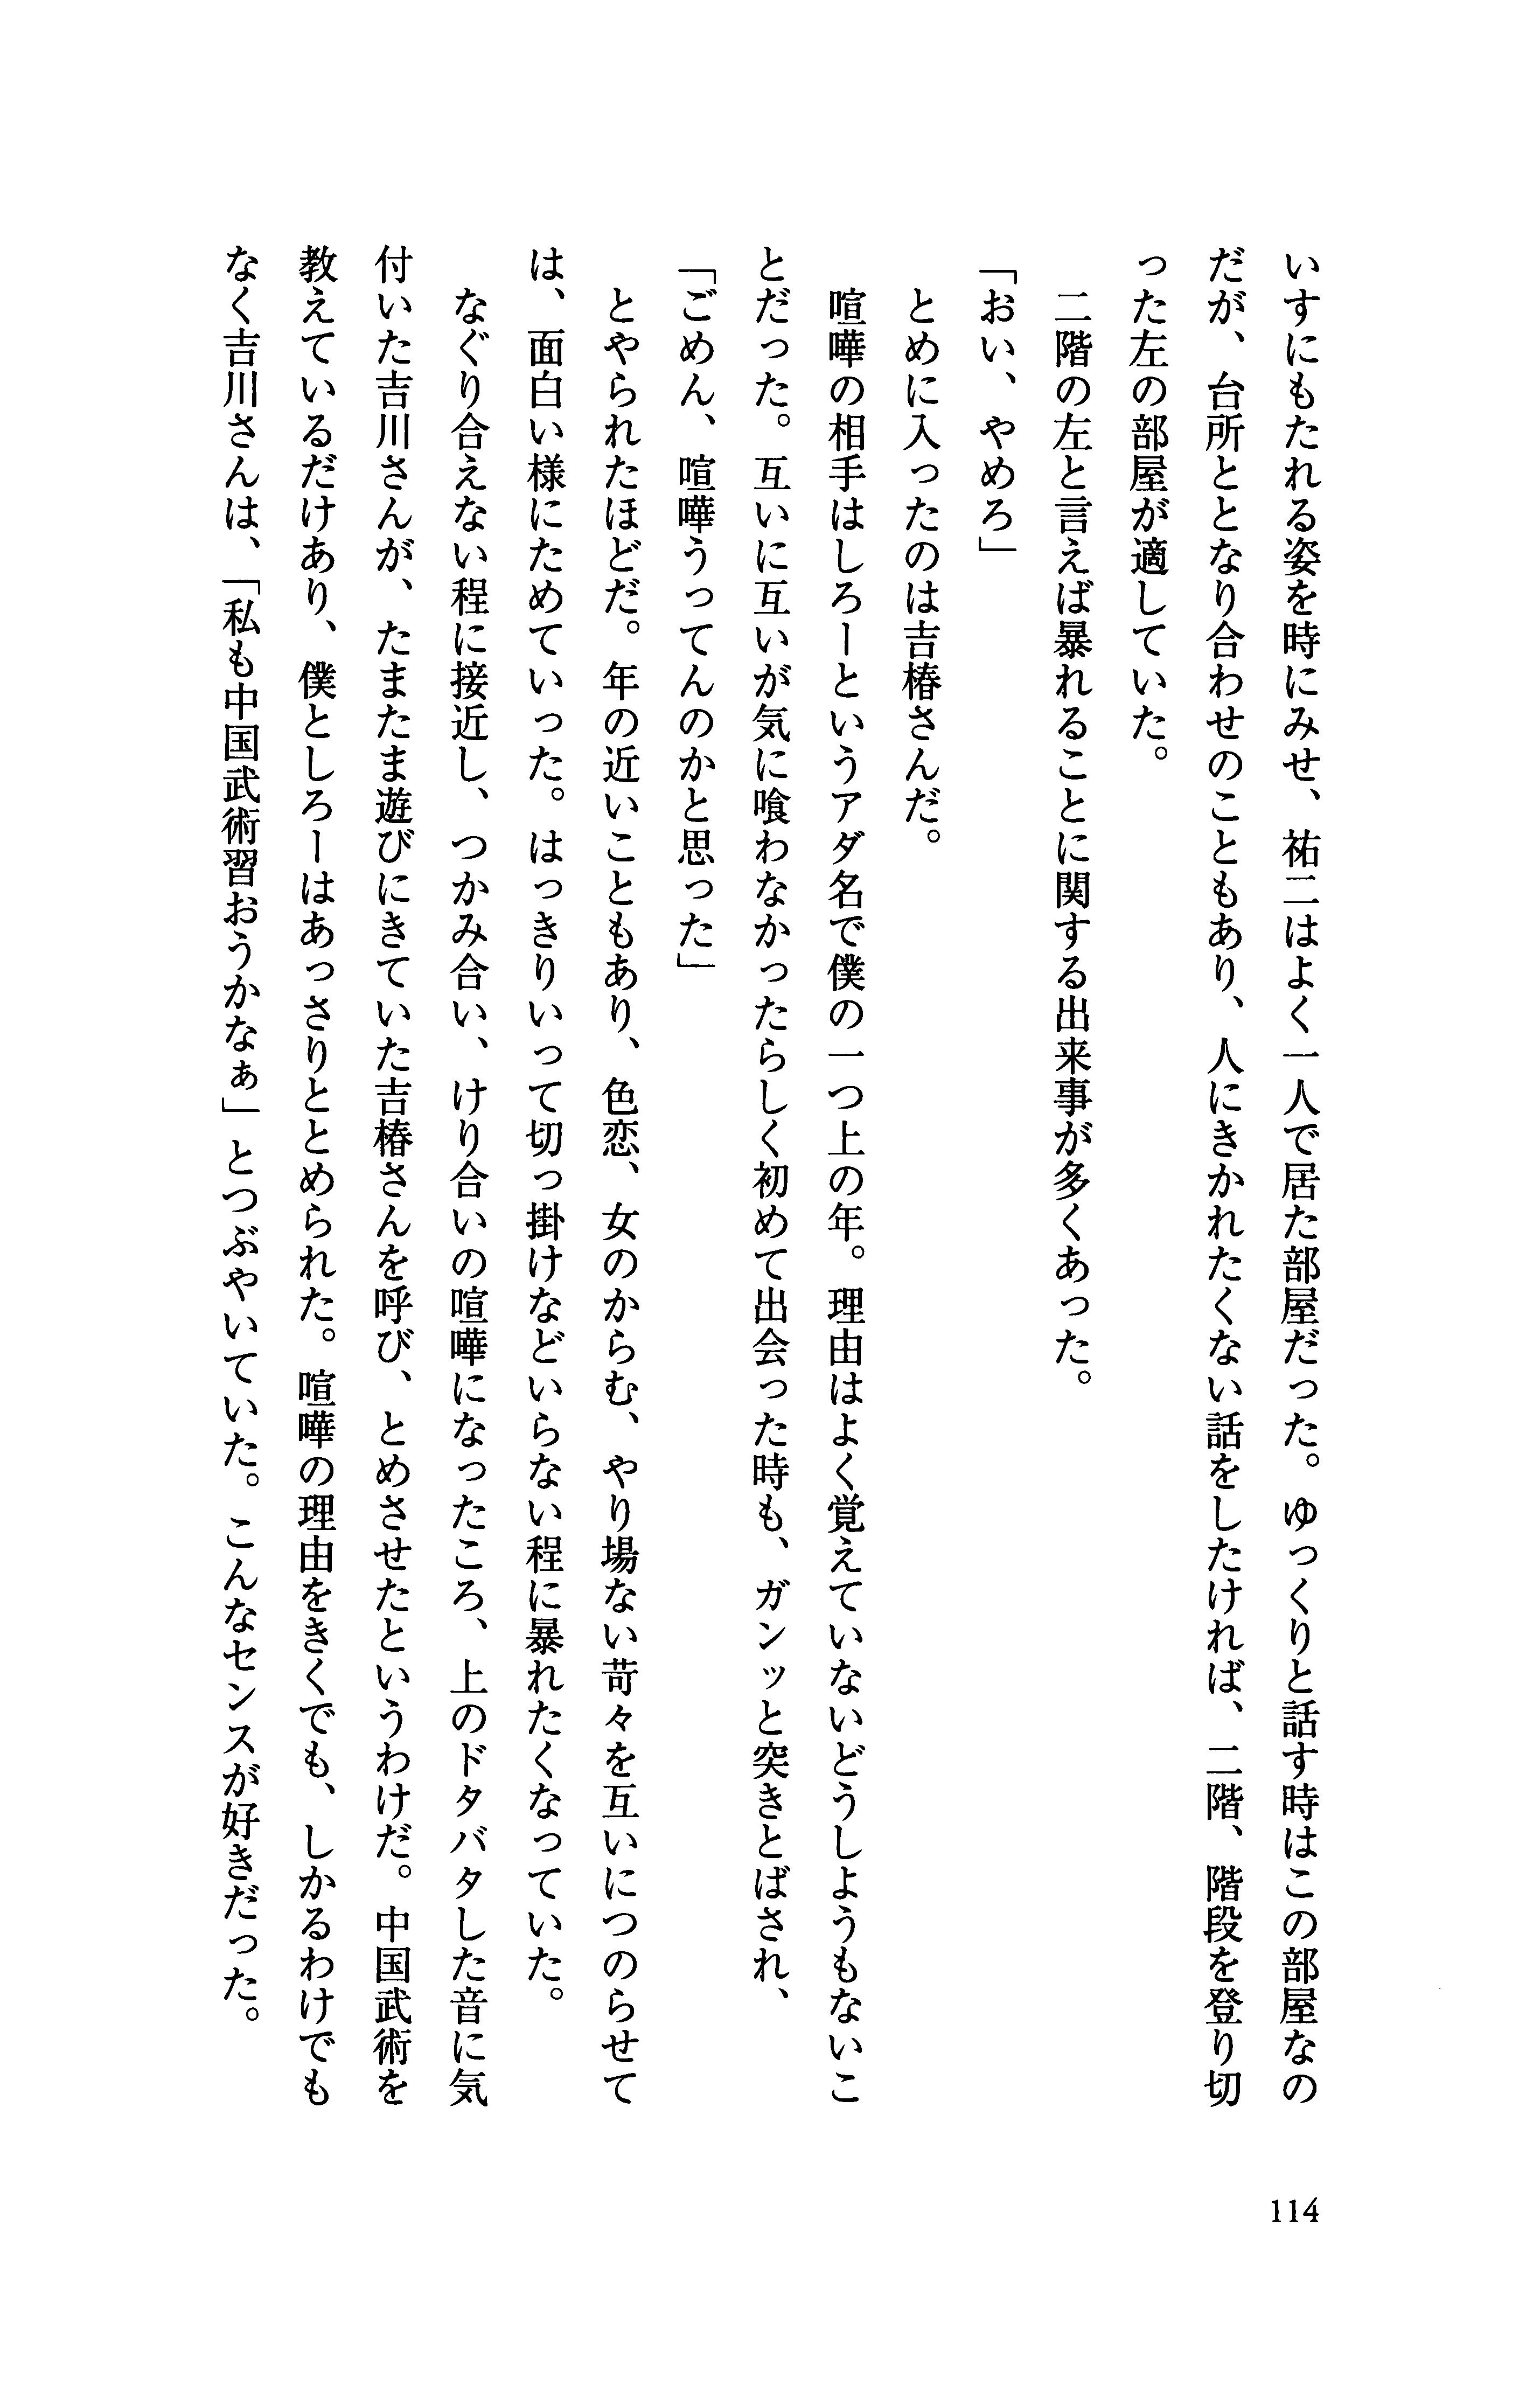 いすにもたれる姿を時にみせ、祐二はよく一人で居た部屋だった。ゆっくりと話す時はこの部屋なの
だが、台所ととなり合わせのこともあり、人にきかれたくない話をしたければ、二階、階段を登り切
った左の部屋が適していた。
　二階の左と言えば暴れることに関する出来事が多くあった。
「おい、やめろ」
　とめに入ったのは吉椿さんだ。
　喧嘩の相手はしろーというアダ名で僕の一つ上の年。理由はよく覚えていないどうしようもないこ
とだった。互いに互いが気に喰わなかったらしく初めて出会った時も、ガンッと突きとばされ、
「ごめん、喧嘩うってんのかと思った」
　とやられたほどだ。年の近いこともあり、色恋、女のからむ、やり場ない苛々を互いにつのらせて
は、面白い様にためていった。はっきりいって切っ掛けなどいらない程に暴れたくなっていた。
　なぐり合えない程に接近し、つかみ合い、けり合いの喧嘩になったころ、上のドタバタした音に気
付いた吉川さんが、たまたま遊びにきていた吉椿さんを呼び、とめさせたというわけだ。中国武術を
教えているだけあり、僕としろーはあっさりととめられた。喧嘩の理由をきくでも、しかるわけでも
なく吉川さんは、「私も中国武術習おうかなぁ」とつぶやいていた。こんなセンスが好きだった。
114